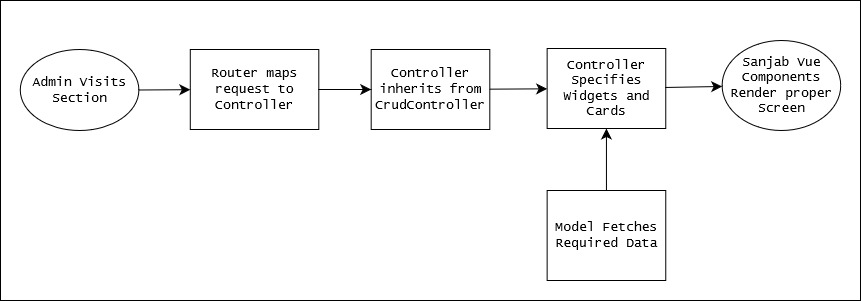 Admin Visits
Section
Router maps
request to
Controller
Controller
inherits from
CrudController
Controller
Specifies
Widgets and
Cards
Sanjab Vue
Components
Render proper
Screen
Model Fetches
Required Data